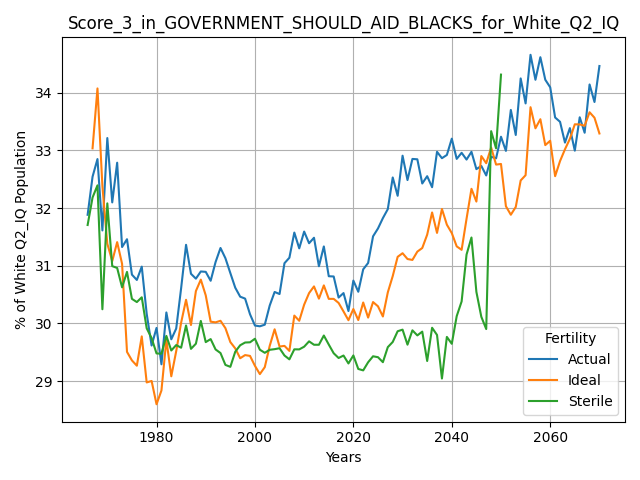 Score_3_in_GOVERNMENT_SHOULD_AID_BLACKS_for_White_Q2_IQ
% of White Q2_IQ Population
34
33
32
31
30
29
1980
2000
2020
2040
2060
Years
Fertility
Actual
Ideal
Sterile